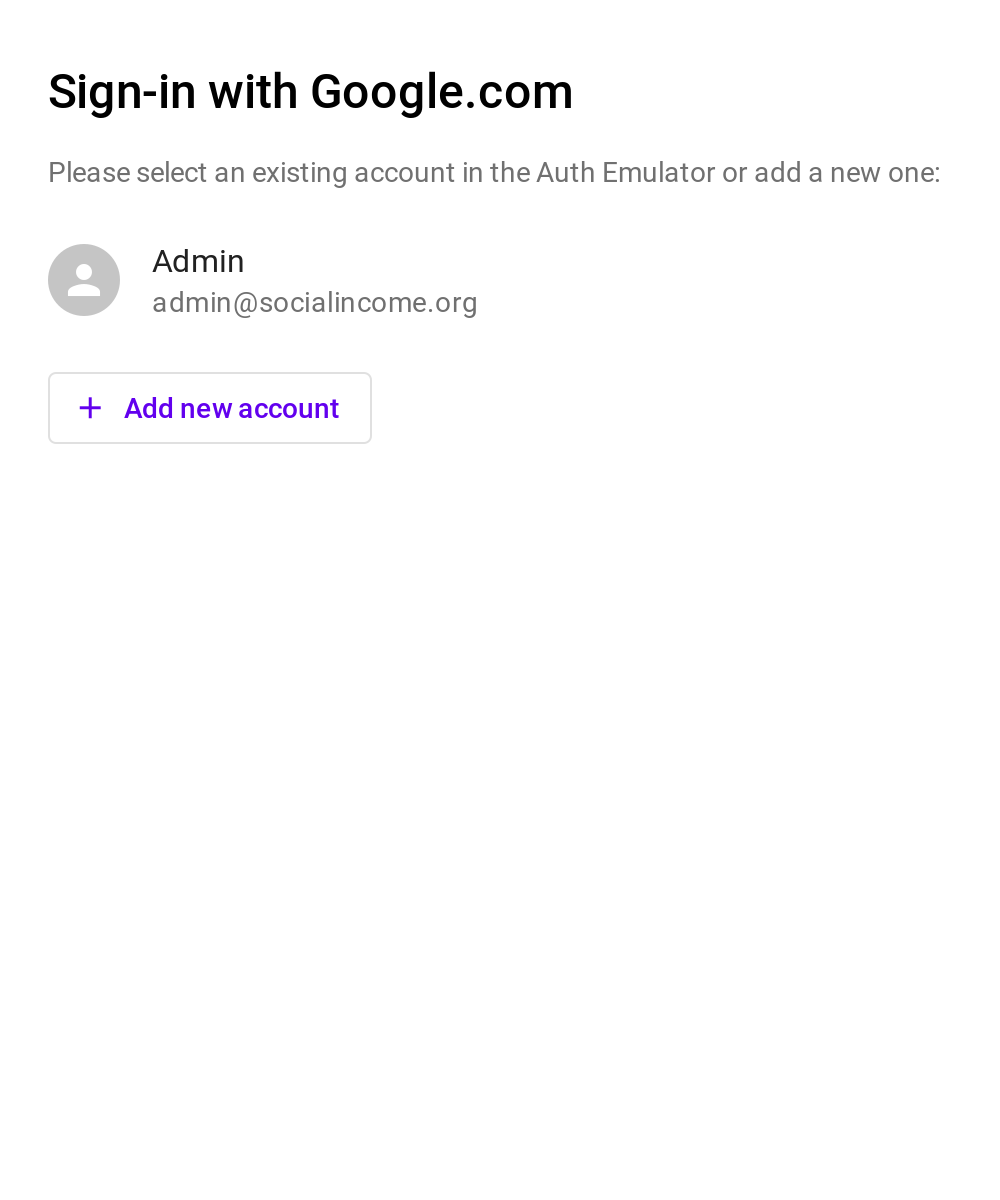 Sign-in with Google.com
Please select an existing account in the Auth Emulator or add a new one:
Admin
admin@socialincome.org
Add new account